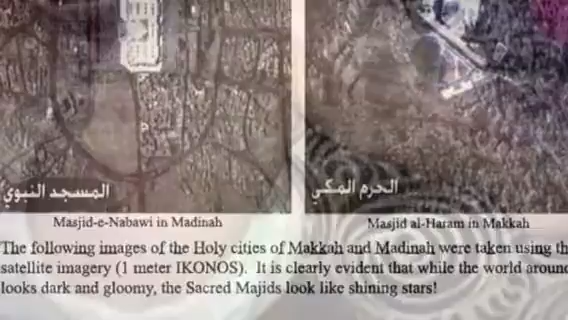 المسجد النبوي
الحرم المكي
Masjid-e-Nabawi in Madinah
Masjid al-Haram in Makkah
The following images of the Holy cities of Makkah and Madinah were taken using th
satellite imagery (1 meter IKONOS). It is clearly evident that while the world around
looks dark and gloomy, the Sacred Majids look like shining stars!